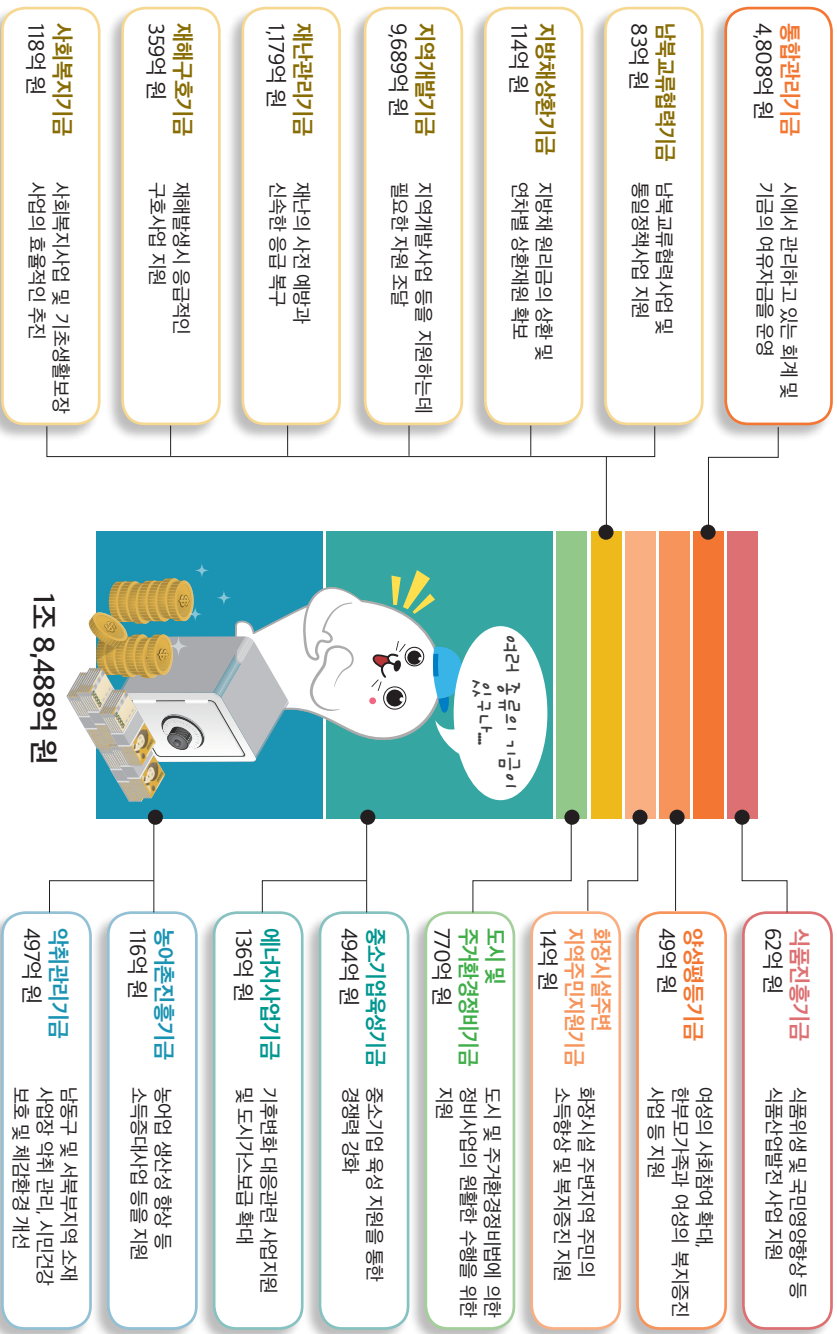 통합관리기금
4,808억 원
시에서 관리하고 있는 회계 및
기금의 여유자금을 운영
남북교류협력기금
83억 원
남북교류협력사업 및
통일정책사업 지원
지방채상환기금
114억 원
지방채 원리금의 상환 및
연차별 상환재원 확보
지역개발기금
9,689억 원
지역개발사업 등을 지원하는데
필요한 자원 조달
재난관리기금
1,179억 원
재난의 사전 예방과
신속한 응급 복구
재해구호기금
359억 원
재해발생시 응급적인
구호사업 지원
사회복지기금
118억 원
사회복지사업 및 기초생활보장
사업의 효율적인 추진
여러 종류의 기금이
있구나...
1조 8,488억 원
식품진흥기금
62억 원
식품위생 및 국민영양향상 등
식품산업발전 사업 지원
양성평등기금
49억 원
여성의 사회참여 확대,
한부모가족과 여성의 복지증진
사업 등 지원
화장시설주변
지역주민지원기금
14억 원
화장시설 주변지역 주민의
소득향상 및 복지증진 지원
도시 및
주거환경정비기금
770억 원
도시 및 주거환경정비법에 의한
정비사업의 원활한 수행을 위한
지원
중소기업육성기금
494억 원
중소기업 육성 지원을 통한
경쟁력 강화
에너지사업기금
136억 원
기후변화 대응관련 사업지원
및 도시가스보급 확대
농어촌진흥기금
116억 원
농어업 생산성 향상 등
소득증대사업 등을 지원
악취관리기금
497억 원
남동구 및 서북부지역 소재
사업장 악취 관리, 시민건강
보호 및 체감환경 개선